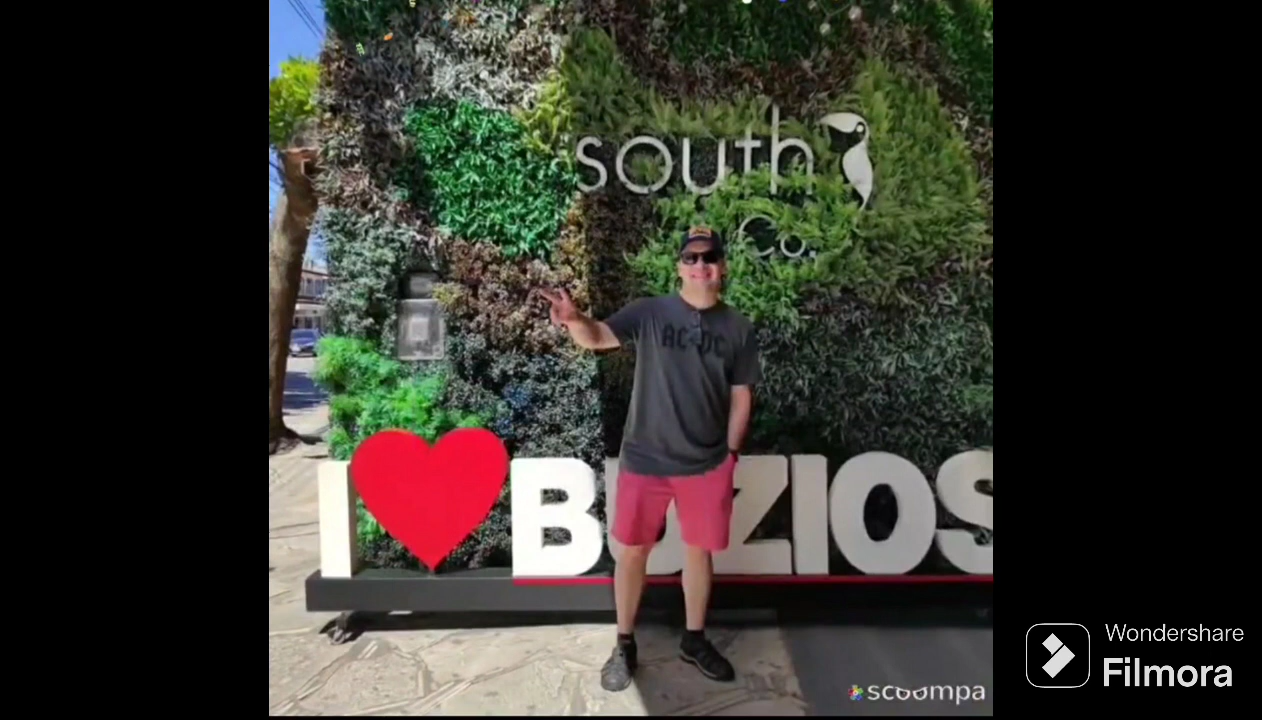 south
Co.
AC DC
I BUZIOS
scoompa
Wondershare
Filmora